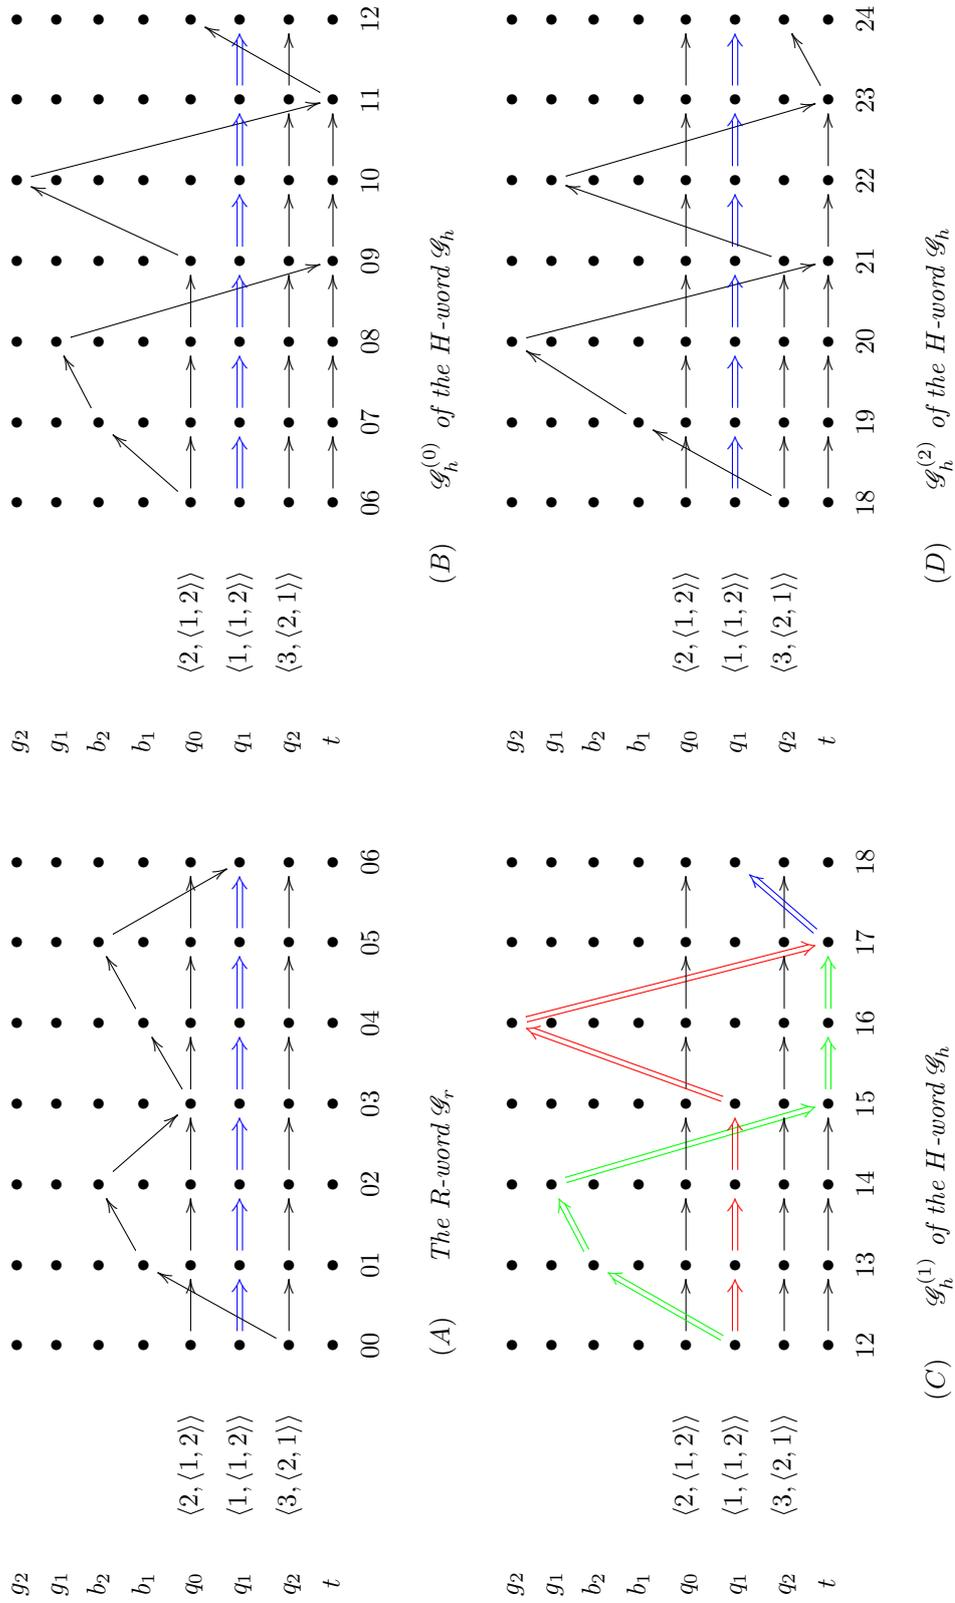 g₂
g₁
b₂
b₁
q₀ ⟨2, ⟨1, 2⟩⟩
q₁ ⟨1, ⟨1, 2⟩⟩
q₂ ⟨3, ⟨2, 1⟩⟩
t
00 01 02 03 04 05 06
(A) The R-word 𝒢ᵣ
g₂
g₁
b₂
b₁
q₀ ⟨2, ⟨1, 2⟩⟩
q₁ ⟨1, ⟨1, 2⟩⟩
q₂ ⟨3, ⟨2, 1⟩⟩
t
06 07 08 09 10 11 12
(B) 𝒢ₕ⁽⁰⁾ of the H-word 𝒢ₕ
g₂
g₁
b₂
b₁
q₀ ⟨2, ⟨1, 2⟩⟩
q₁ ⟨1, ⟨1, 2⟩⟩
q₂ ⟨3, ⟨2, 1⟩⟩
t
12 13 14 15 16 17 18
(C) 𝒢ₕ⁽¹⁾ of the H-word 𝒢ₕ
g₂
g₁
b₂
b₁
q₀ ⟨2, ⟨1, 2⟩⟩
q₁ ⟨1, ⟨1, 2⟩⟩
q₂ ⟨3, ⟨2, 1⟩⟩
t
18 19 20 21 22 23 24
(D) 𝒢ₕ⁽²⁾ of the H-word 𝒢ₕ